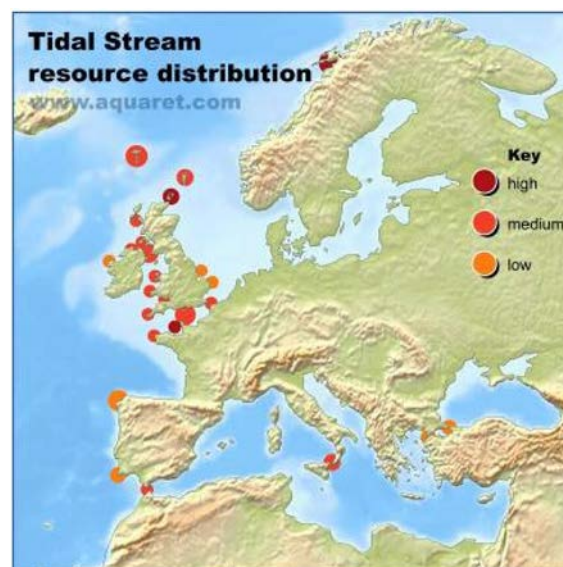 Tidal Stream
resource distribution
www.aquaret.com
Key
high
medium
low